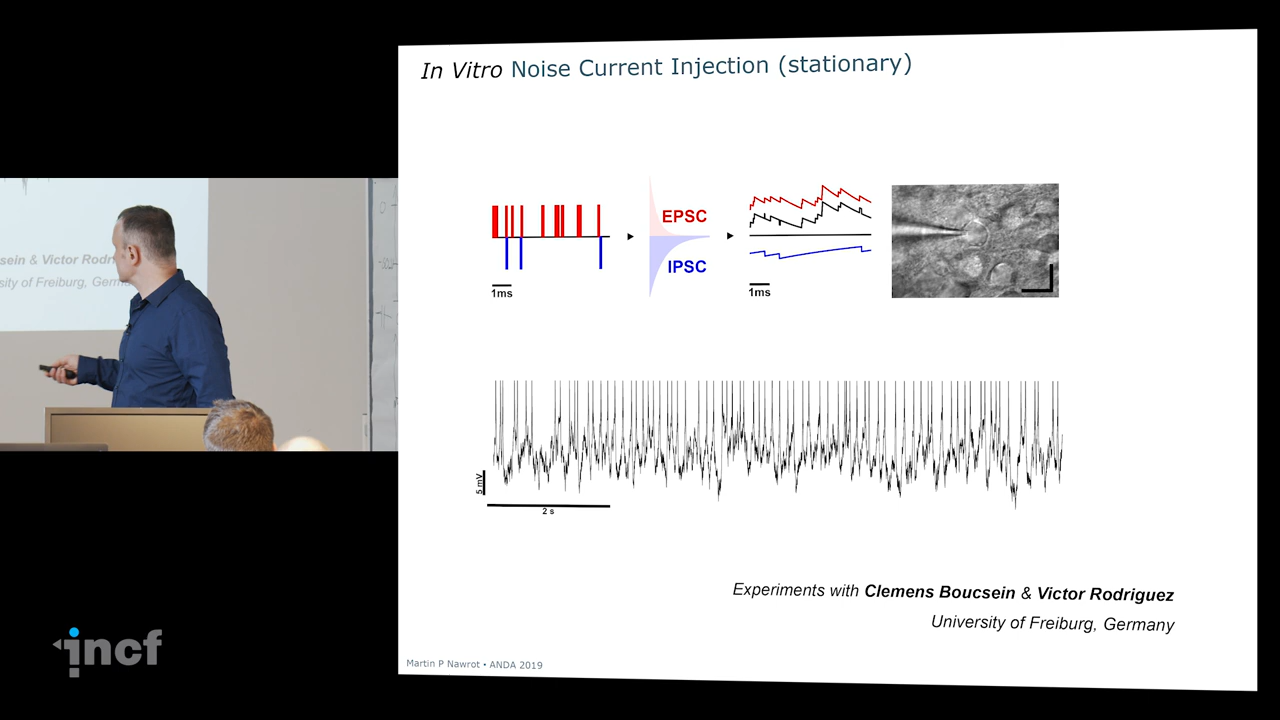 In Vitro Noise Current Injection (stationary)
EPSC
IPSC
1ms
1ms
5 mV
2 s
Experiments with Clemens Boucsein & Victor Rodriguez
University of Freiburg, Germany
Martin P Nawrot • ANDA 2019
sein & Victor Rodr
sity of Freiburg, Germ
incf